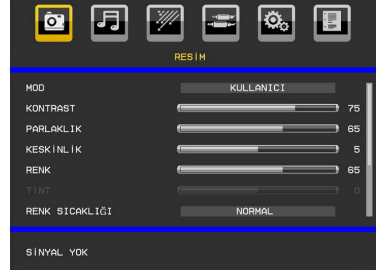 RESİM
MOD KULLANICI
KONTRAST 75
PARLAKLIK 65
KESKİNLİK 5
RENK 65
TINT 0
RENK SICAKLIĞI NORMAL
SİNYAL YOK